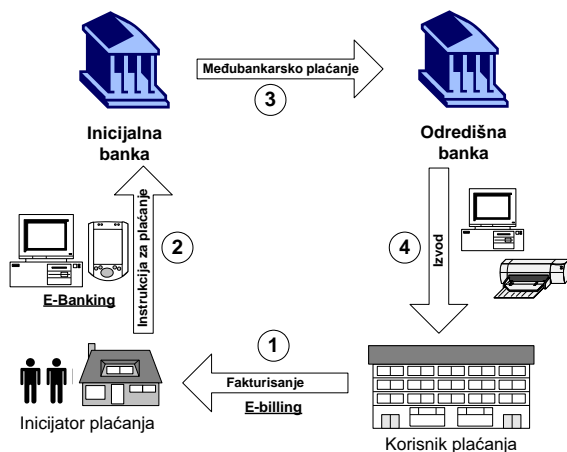 Međubankarsko plaćanje
3
Inicijalna
banka
Odredišna
banka
Instrukcija za plaćanje
2
E-Banking
4
Izvod
1
Fakturisanje
E-billing
Inicijator plaćanja
Korisnik plaćanja